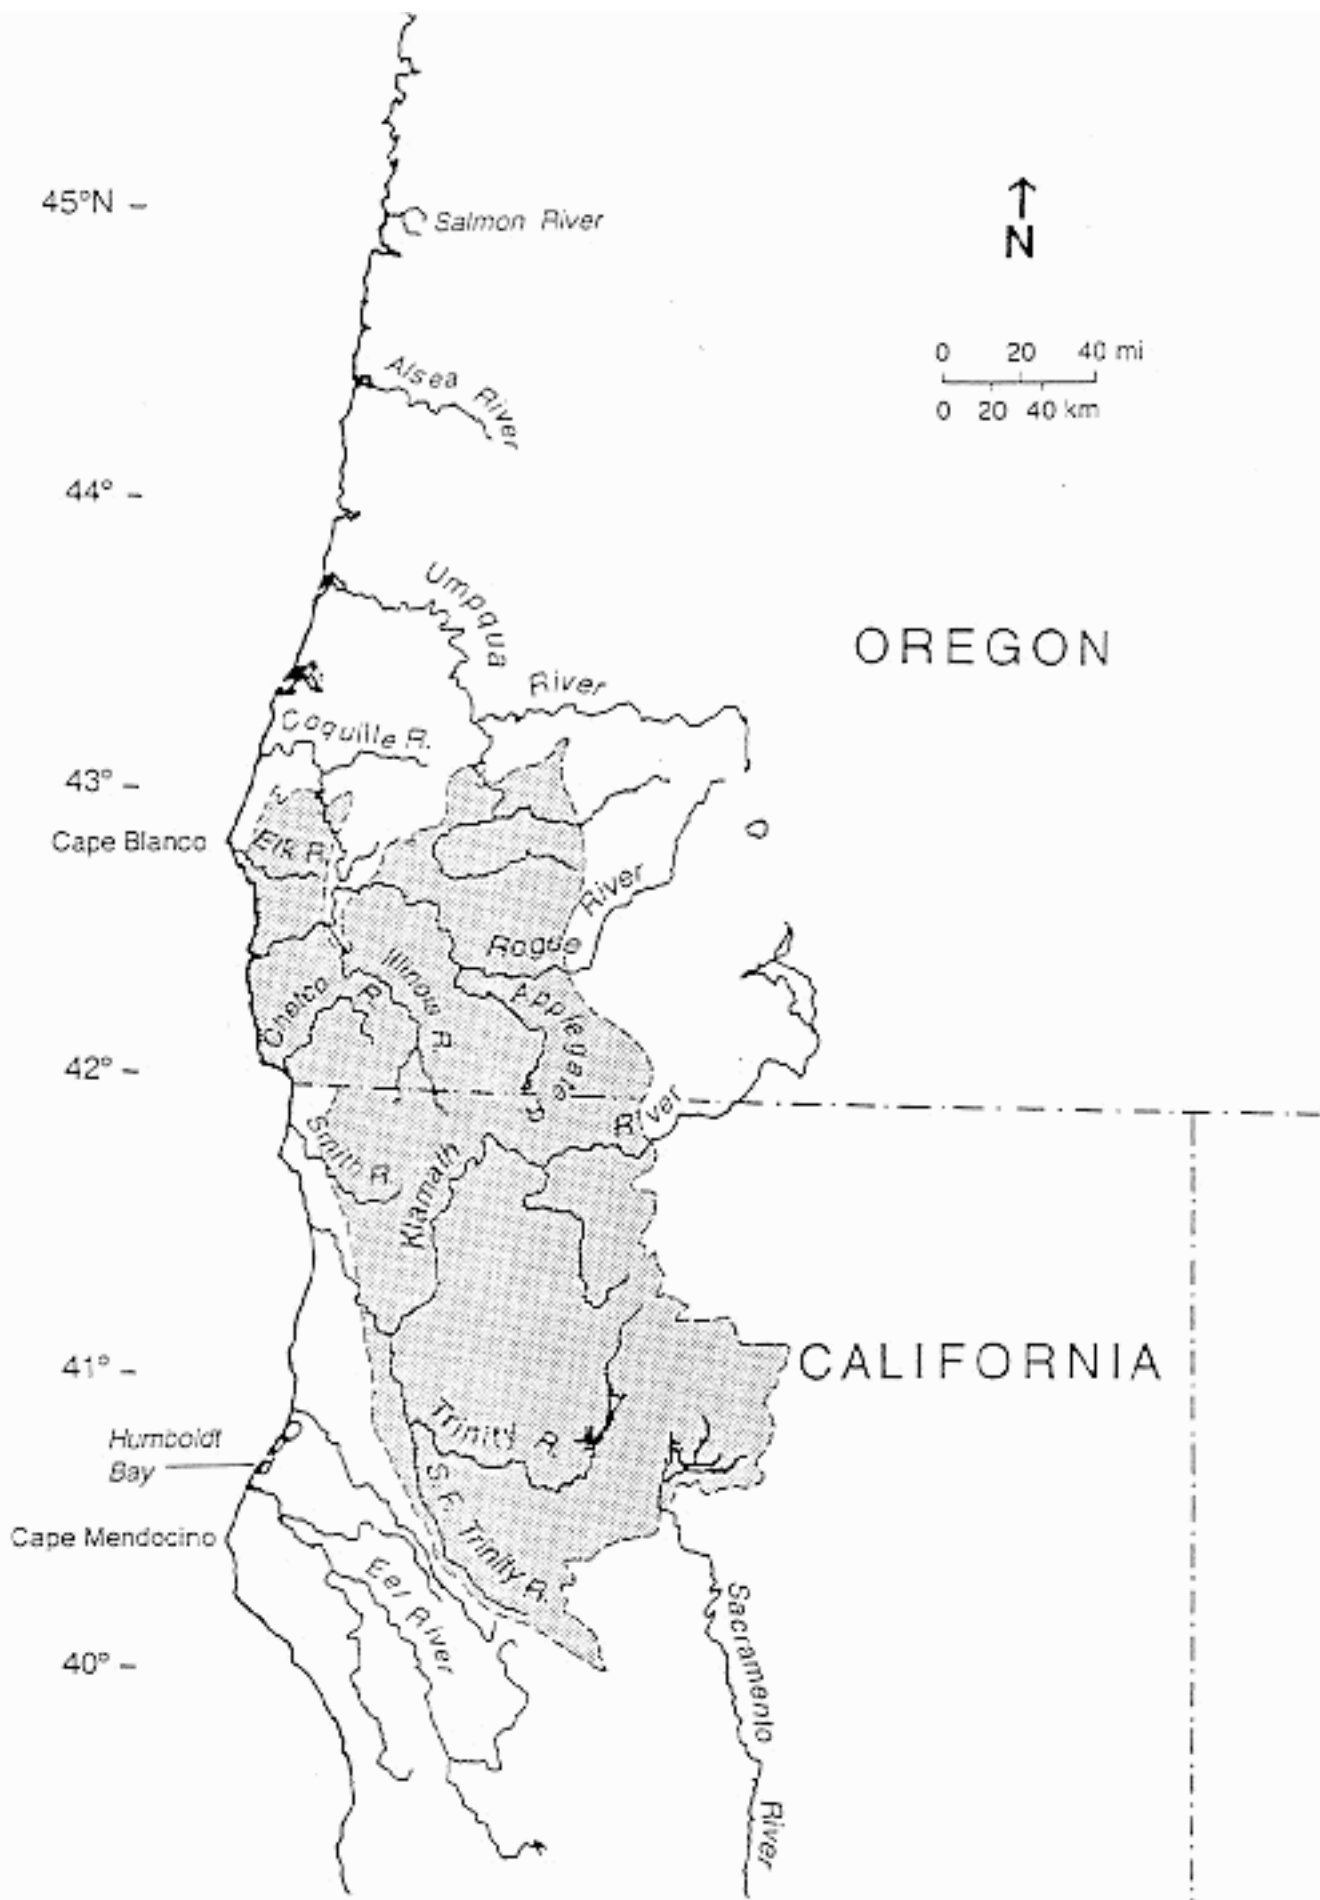 45°N
Salmon River
N
0 20 40 mi
0 20 40 km
Alsea River
44°
Umpqua River
OREGON
Coquille R.
43°
Cape Blanco
Elk R.
Rogue River
Illinois R.
Chetco R.
Applegate
42°
Klamath River
Smith R.
41°
CALIFORNIA
Trinity R.
Humboldt
Bay
S.F. Trinity R.
Cape Mendocino
Eel River
Sacramento River
40°